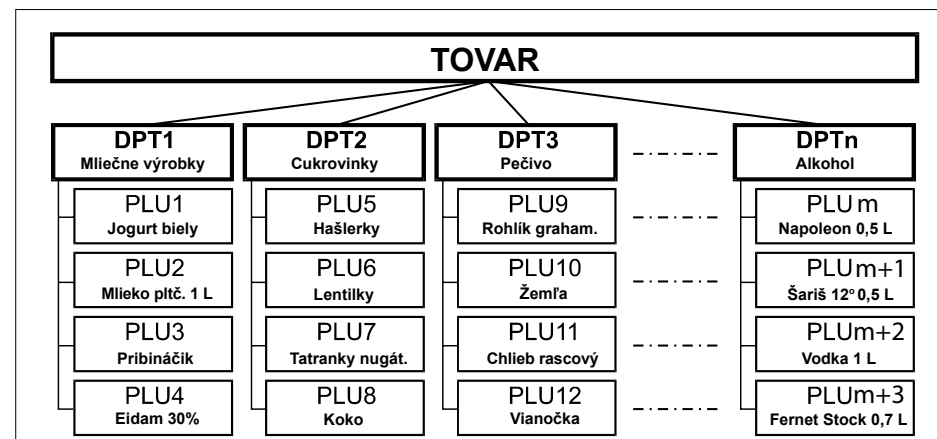 TOVAR
DPT1
Mliečne výrobky
PLU1
Jogurt biely
PLU2
Mlieko pltč. 1 L
PLU3
Pribináčik
PLU4
Eidam 30%
DPT2
Cukrovinky
PLU5
Hašlerky
PLU6
Lentilky
PLU7
Tatranky nugát.
PLU8
Koko
DPT3
Pečivo
PLU9
Rohlík graham.
PLU10
Žemľa
PLU11
Chlieb rascový
PLU12
Vianočka
DPTn
Alkohol
PLU m
Napoleon 0,5 L
PLUm+1
Šariš 12° 0,5 L
PLUm+2
Vodka 1 L
PLUm+3
Fernet Stock 0,7 L